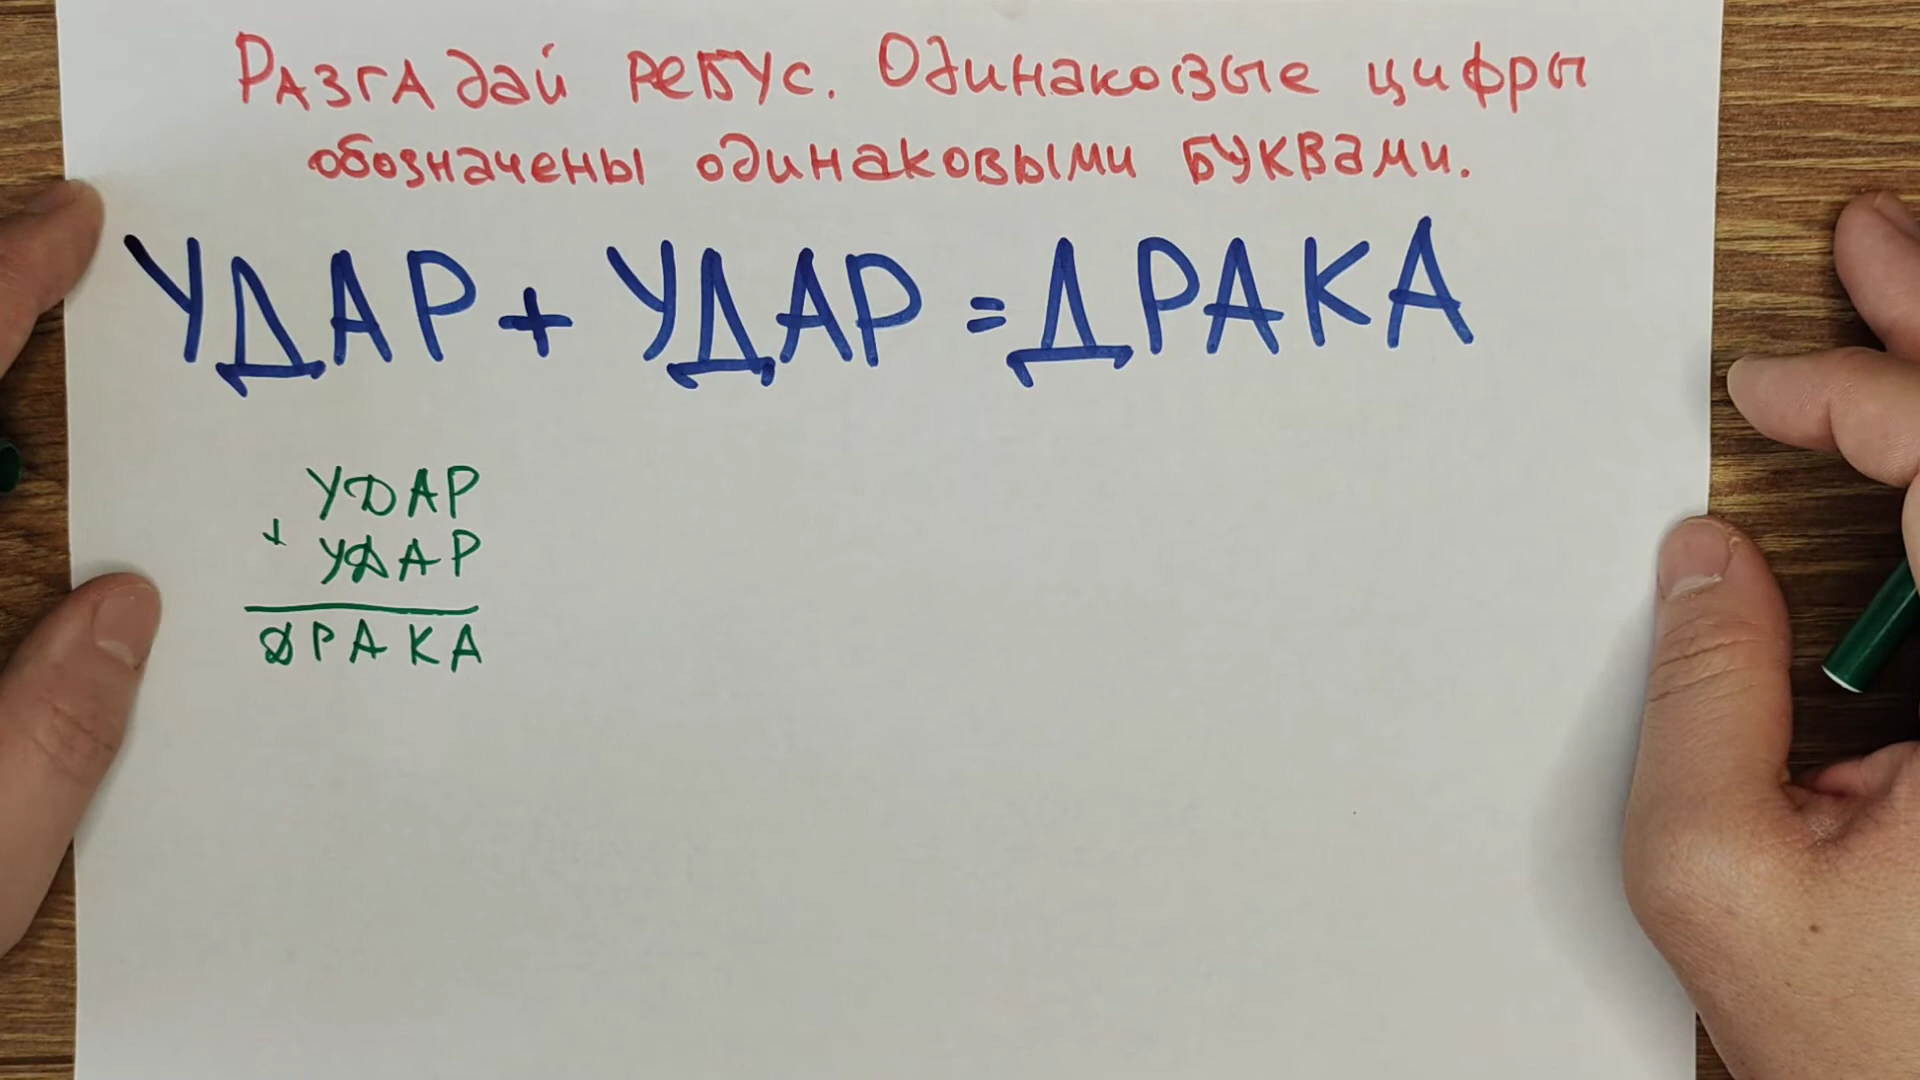 Разгадай ребус. Одинаковые цифры
обозначены одинаковыми буквами.
УДАР + УДАР = ДРАКА
УДАР
+ УДАР
ДРАКА